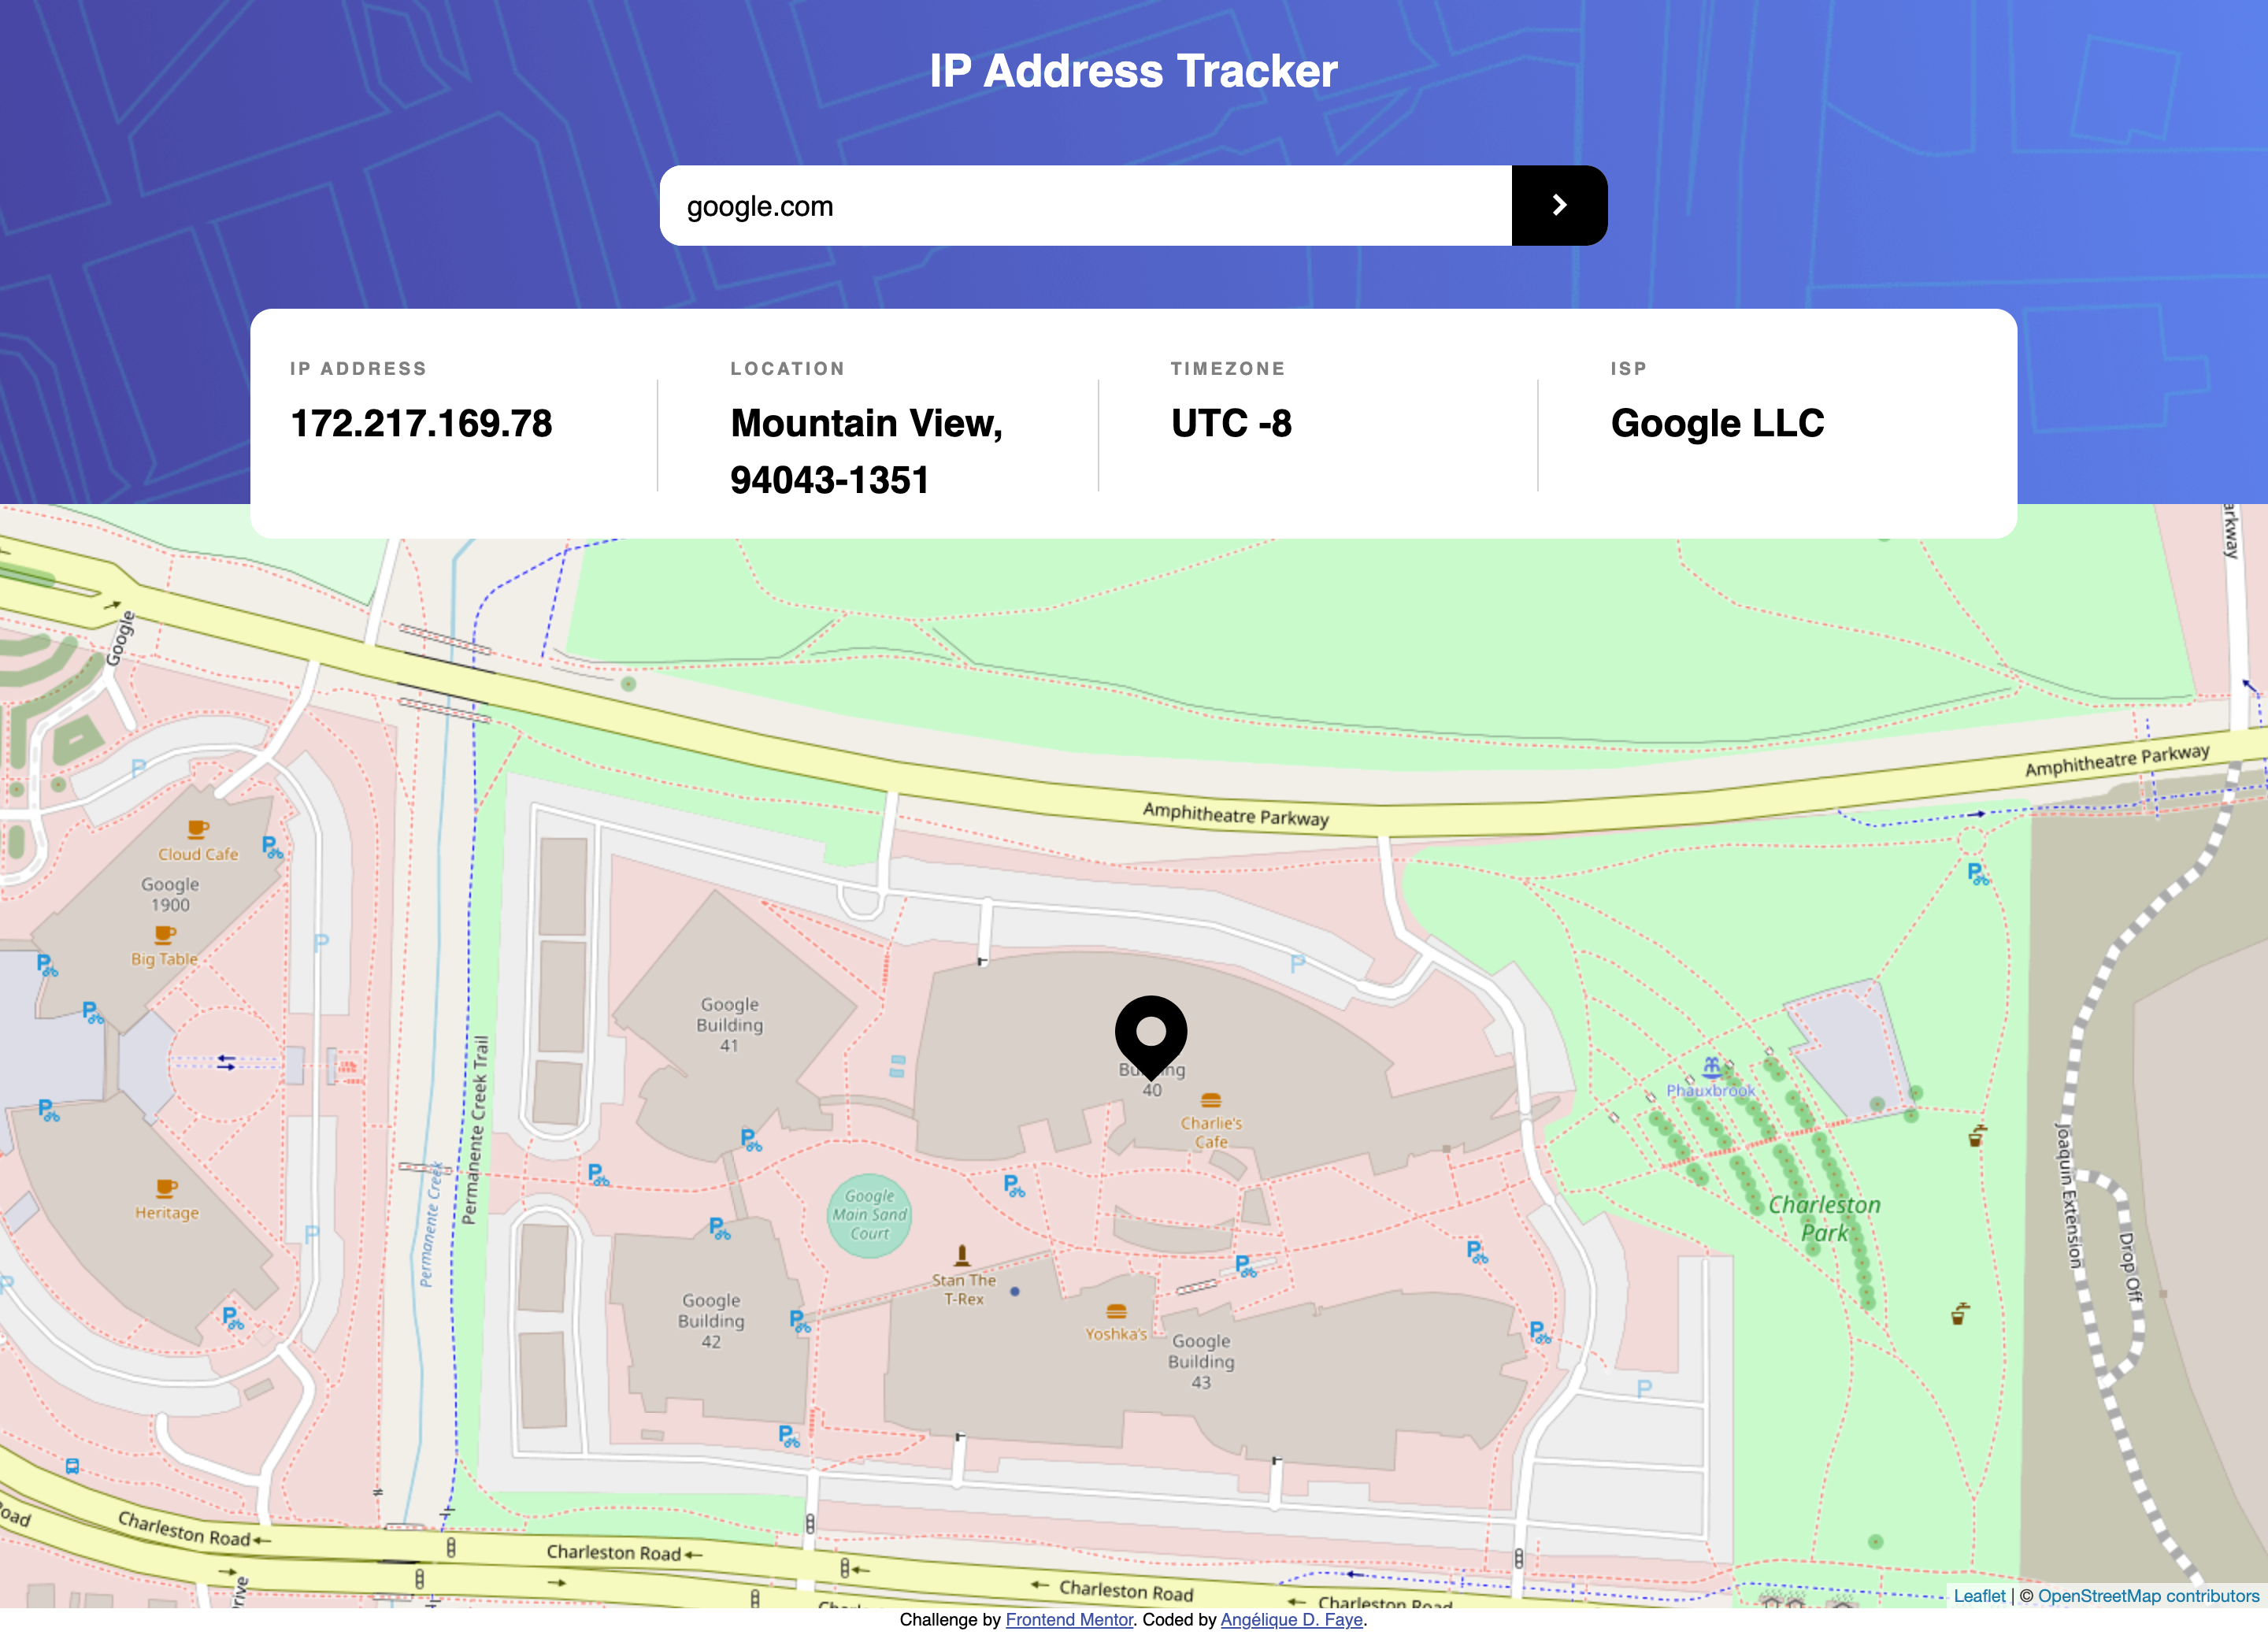 IP Address Tracker
google.com
IP ADDRESS
172.217.169.78
LOCATION
Mountain View,
94043-1351
TIMEZONE
UTC -8
ISP
Google LLC
Google
Amphitheatre Parkway
Amphitheatre Parkway
P
Cloud Cafe
P
Google
1900
Big Table
P
P
P
P
P
Heritage
P
P
P
Permanente Creek
Permanente Creek Trail
Google
Building
41
P
40
Charlie's
Cafe
P
P
P
P
P
P
P
P
P
Google
Main Sand
Court
Stan The
T-Rex
Google
Building
42
Yoshka's
Google
Building
43
P
P
Phauxbrook
Charleston
Park
Joaquin Extension
Drop Off
Charleston Road
Charleston Road
Charleston Road
Charleston Road
Leaflet | © OpenStreetMap contributors
Challenge by Frontend Mentor. Coded by Angélique D. Faye.